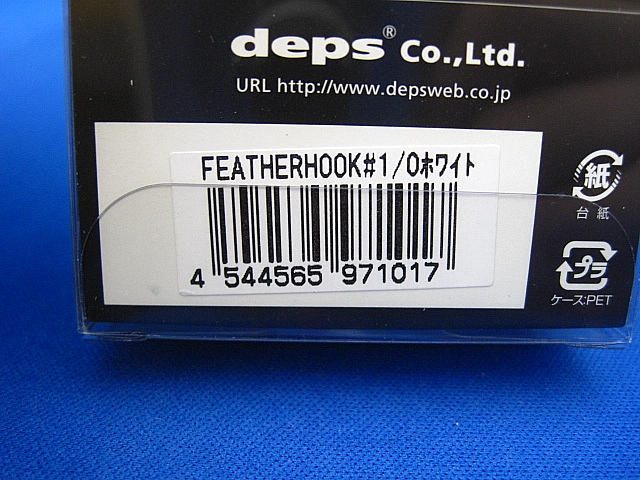 deps® Co.,Ltd.
URL http://www.depsweb.co.jp
FEATHERHOOK#1/0ホワイト
4 544565 971017
紙
台紙
プラ
ケース:PET